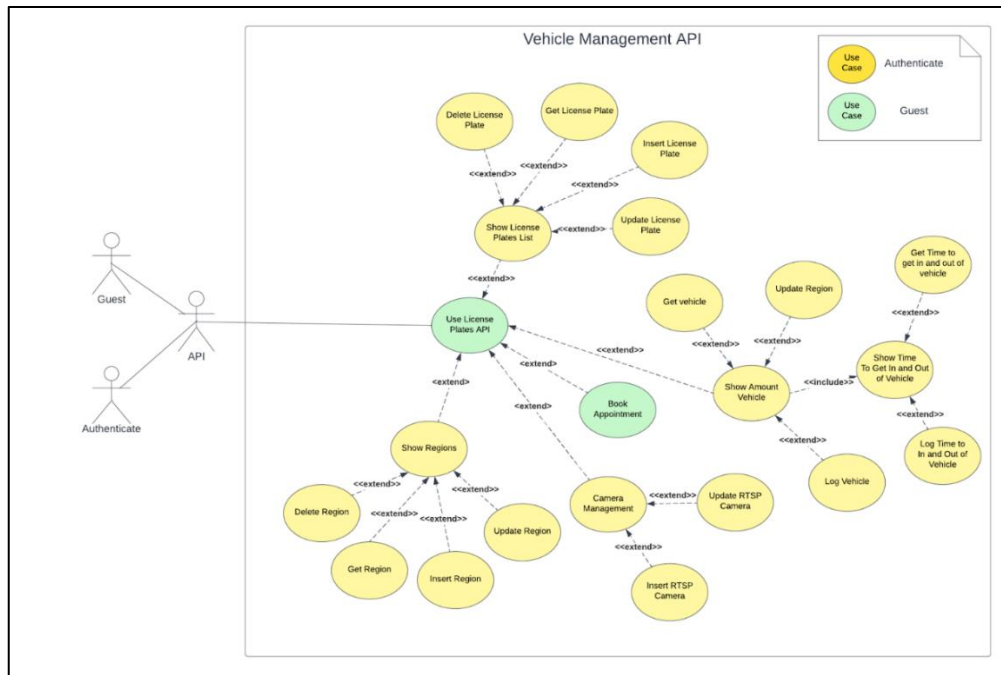 Vehicle Management API
Use
Case
Authenticate
Use
Case
Guest
Delete License
Plate
Get License Plate
Insert License
Plate
<<extend>>
<<extend>>
<<extend>>
Show License
Plates List
<<extend>>
Update License
Plate
<<extend>>
Guest
API
Authenticate
Use License
Plates API
Get vehicle
Update Region
Get Time to
get in and out of
vehicle
<<extend>>
<<extend>>
<<extend>>
<<extend>>
Show Time
To Get In and Out
of Vehicle
<<include>>
Show Amount
Vehicle
<extend>
<extend>
<extend>
Book
Appointment
<<extend>>
Log Time to
In and Out of
Vehicle
<<extend>>
Log Vehicle
Show Regions
<<extend>>
<<extend>>
<<extend>>
<<extend>>
Delete Region
Get Region
Insert Region
Update Region
Camera
Management
<<extend>>
Update RTSP
Camera
<<extend>>
Insert RTSP
Camera